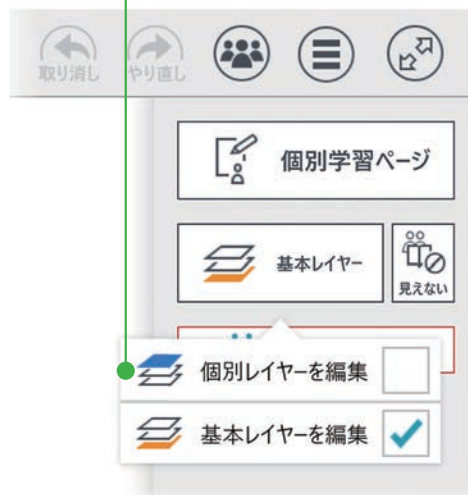 取り消し
やり直し
個別学習ページ
基本レイヤー
見えない
個別レイヤーを編集
基本レイヤーを編集